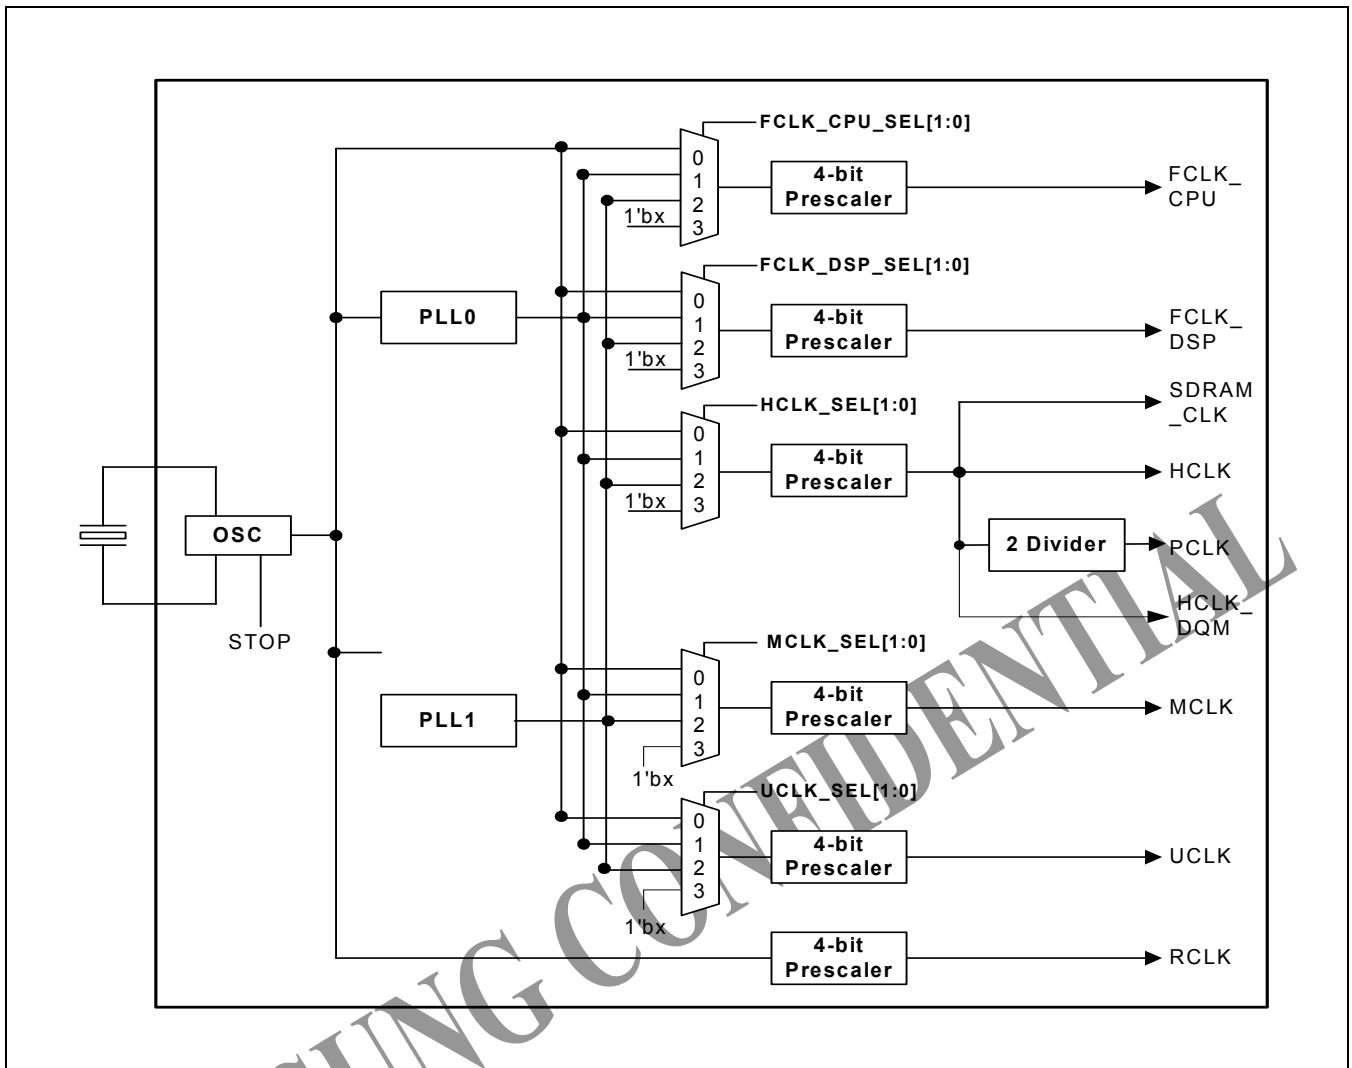 FCLK_CPU_SEL[1:0]
0
1
2
3
1'bx
4-bit
Prescaler
FCLK_
CPU
FCLK_DSP_SEL[1:0]
PLL0
0
1
2
3
1'bx
4-bit
Prescaler
FCLK_
DSP
HCLK_SEL[1:0]
0
1
2
3
1'bx
4-bit
Prescaler
SDRAM
_CLK
HCLK
OSC
STOP
2 Divider
PCLK
HCLK_
DQM
MCLK_SEL[1:0]
PLL1
0
1
2
3
1'bx
4-bit
Prescaler
MCLK
UCLK_SEL[1:0]
0
1
2
3
1'bx
4-bit
Prescaler
UCLK
4-bit
Prescaler
RCLK
SUNG CONFIDENTIAL